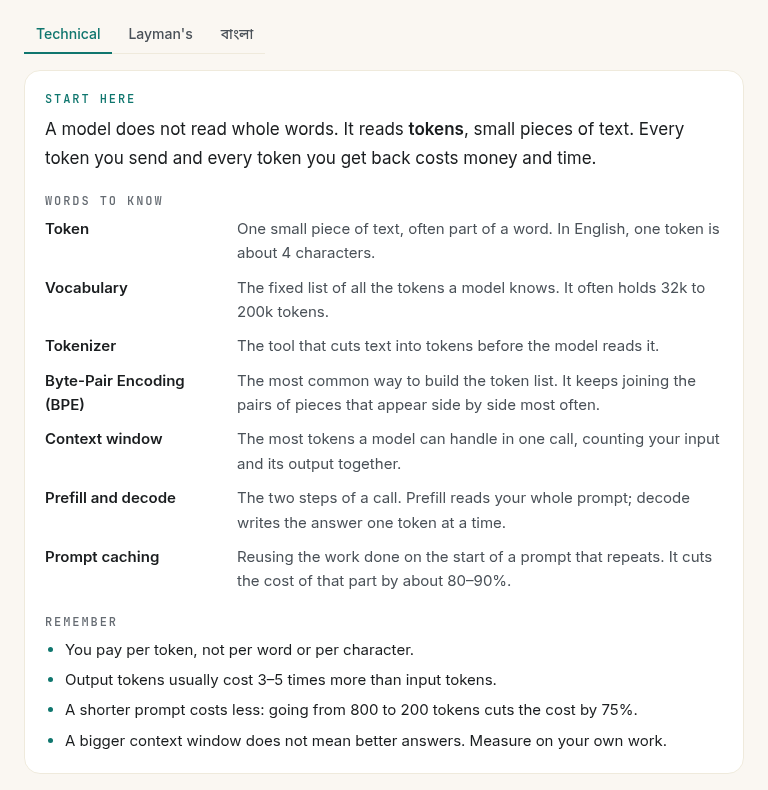 Technical
Layman's
বাংলা
START HERE
A model does not read whole words. It reads tokens, small pieces of text. Every
token you send and every token you get back costs money and time.
WORDS TO KNOW
Token
One small piece of text, often part of a word. In English, one token is
about 4 characters.
Vocabulary
The fixed list of all the tokens a model knows. It often holds 32k to
200k tokens.
Tokenizer
The tool that cuts text into tokens before the model reads it.
Byte-Pair Encoding
(BPE)
The most common way to build the token list. It keeps joining the
pairs of pieces that appear side by side most often.
Context window
The most tokens a model can handle in one call, counting your input
and its output together.
Prefill and decode
The two steps of a call. Prefill reads your whole prompt; decode
writes the answer one token at a time.
Prompt caching
Reusing the work done on the start of a prompt that repeats. It cuts
the cost of that part by about 80–90%.
REMEMBER
• You pay per token, not per word or per character.
• Output tokens usually cost 3–5 times more than input tokens.
• A shorter prompt costs less: going from 800 to 200 tokens cuts the cost by 75%.
• A bigger context window does not mean better answers. Measure on your own work.